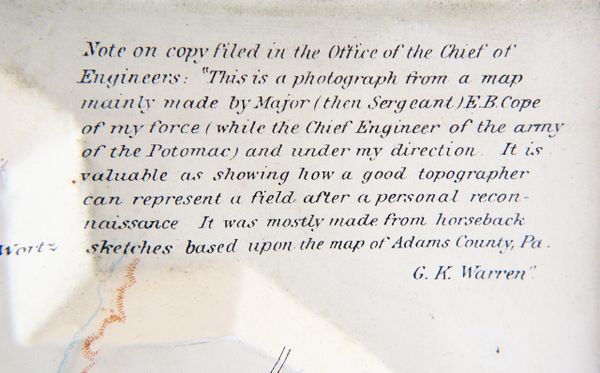 Note on copy filed in the Office of the Chief of
Engineers: "This is a photograph from a map
mainly made by Major (then Sergeant) E.B. Cope
of my force (while the Chief Engineer of the army
of the Potomac) and under my direction. It is
valuable as showing how a good topographer
can represent a field after a personal recon-
naissance It was mostly made from horseback
sketches based upon the map of Adams County, Pa.
G. K. Warren".
Wortz